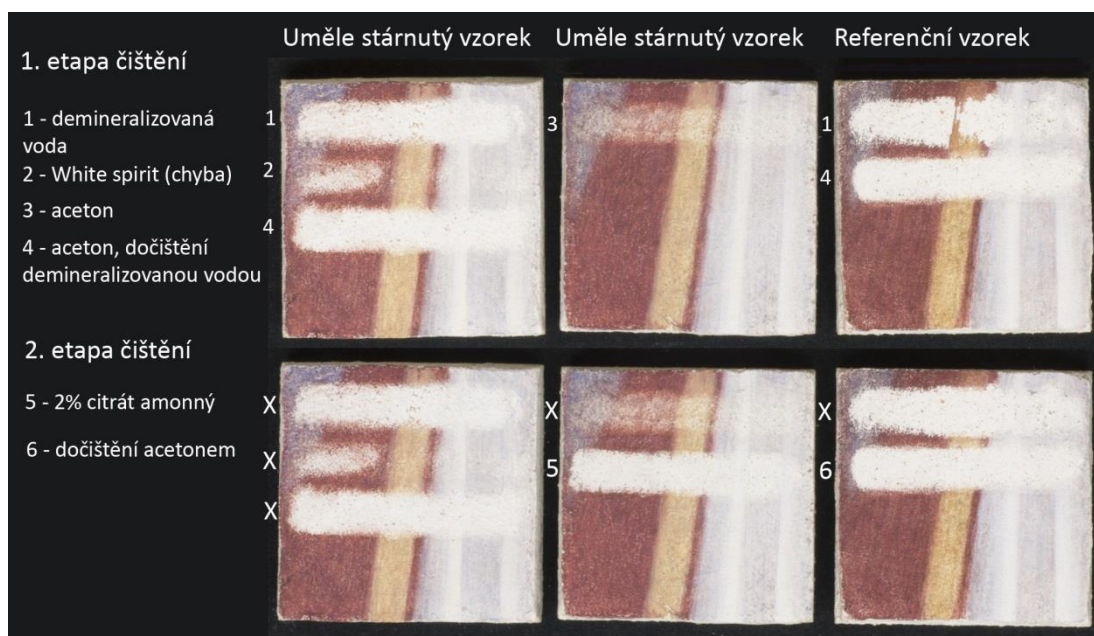 Uměle stárnutý vzorek
Uměle stárnutý vzorek
Referenční vzorek
1. etapa čištění
1 - demineralizovaná
voda
2 - White spirit (chyba)
3 - aceton
4 - aceton, dočištění
demineralizovanou vodou
1
2
4
3
1
4
2. etapa čištění
5 - 2% citrát amonný
6 - dočištění acetonem
X
X
X
X
5
X
6